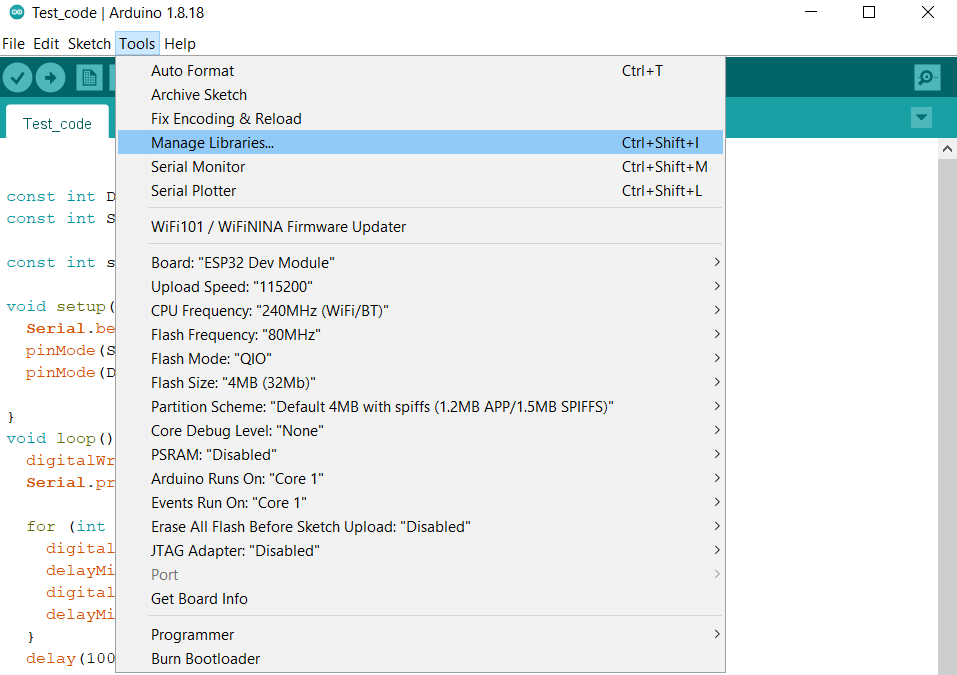 Test_code | Arduino 1.8.18
File Edit Sketch Tools Help
Auto Format Ctrl+T
Archive Sketch
Fix Encoding & Reload
Test_code
Manage Libraries... Ctrl+Shift+I
Serial Monitor Ctrl+Shift+M
Serial Plotter Ctrl+Shift+L
WiFi101 / WiFiNINA Firmware Updater
Board: "ESP32 Dev Module"
Upload Speed: "115200"
CPU Frequency: "240MHz (WiFi/BT)"
Flash Frequency: "80MHz"
Flash Mode: "QIO"
Flash Size: "4MB (32Mb)"
Partition Scheme: "Default 4MB with spiffs (1.2MB APP/1.5MB SPIFFS)"
Core Debug Level: "None"
PSRAM: "Disabled"
Arduino Runs On: "Core 1"
Events Run On: "Core 1"
Erase All Flash Before Sketch Upload: "Disabled"
JTAG Adapter: "Disabled"
Port
Get Board Info
Programmer
Burn Bootloader
const int D
const int S
const int s
void setup(
Serial.be
pinMode(S
pinMode(D
}
void loop()
digitalWr
Serial.pr
for (int
digital
delayMi
digital
delayMi
}
delay(100